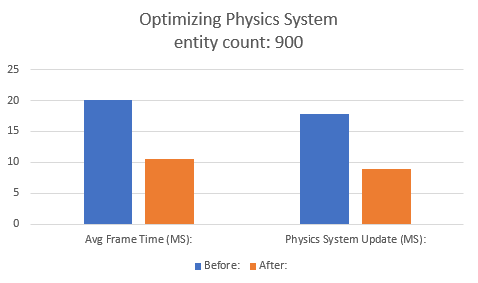 Optimizing Physics System
entity count: 900
25
20
15
10
5
0
Avg Frame Time (MS):
Physics System Update (MS):
Before:
After: